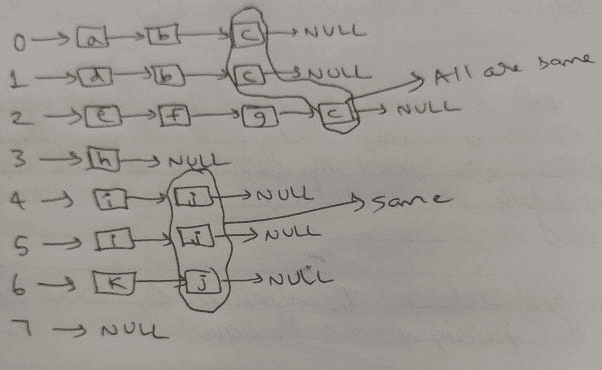 0 → a → b → c → NULL
1 → d → b → c → NULL
All are same
2 → e → f → g → c → NULL
3 → h → NULL
4 → i → j → NULL
same
5 → l → j → NULL
6 → K → j → NULL
7 → NULL